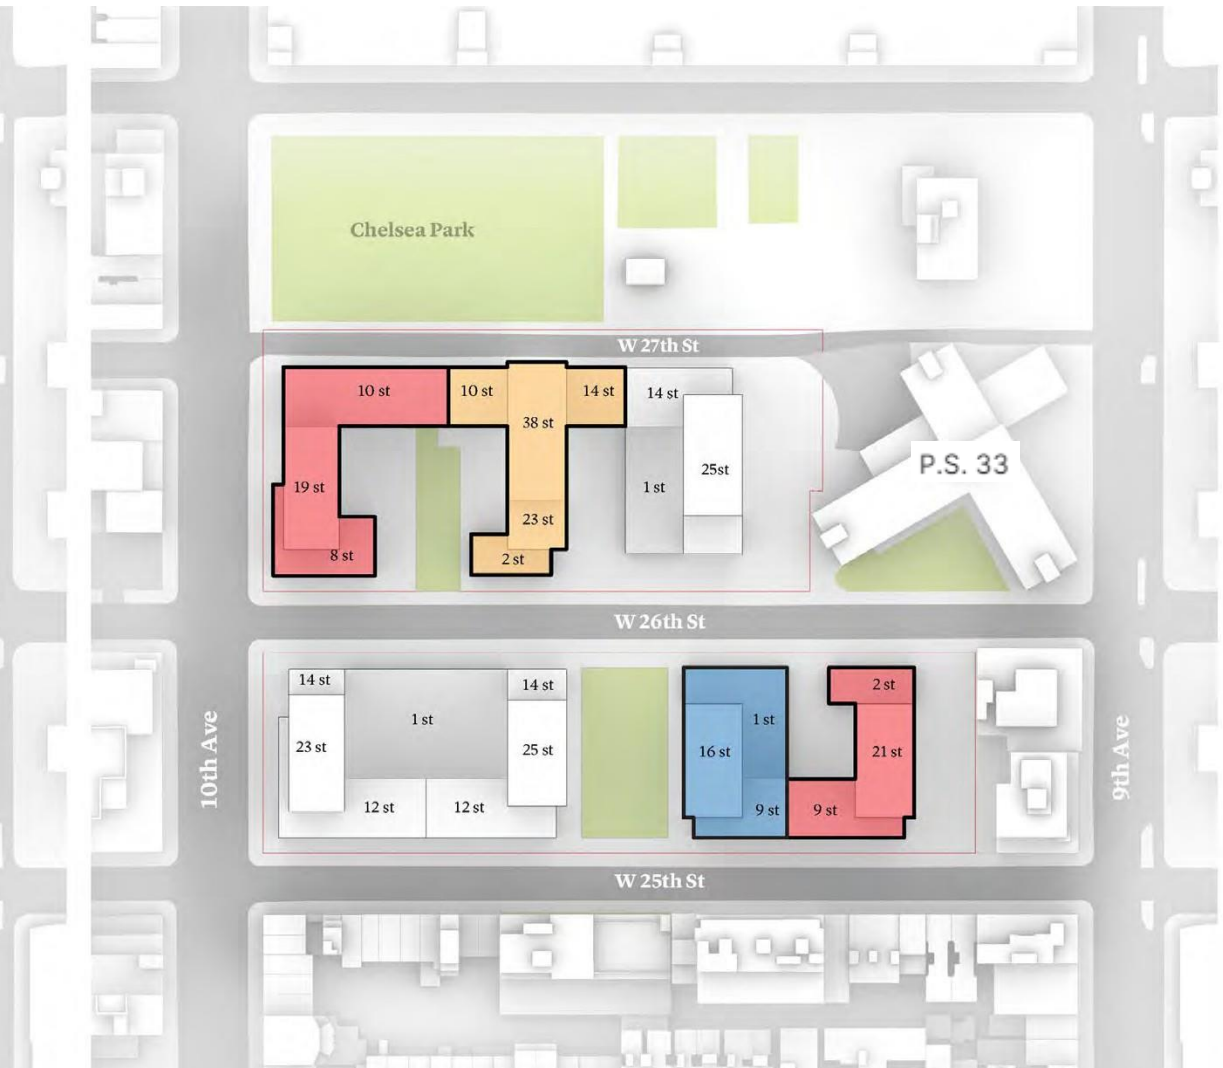 Chelsea Park
W 27th St
10 st
10 st
38 st
14 st
14 st
25st
P.S. 33
19 st
1 st
23 st
8 st
2 st
W 26th St
14 st
14 st
2 st
1 st
1 st
23 st
25 st
16 st
21 st
10th Ave
9th Ave
12 st
12 st
9 st
9 st
W 25th St